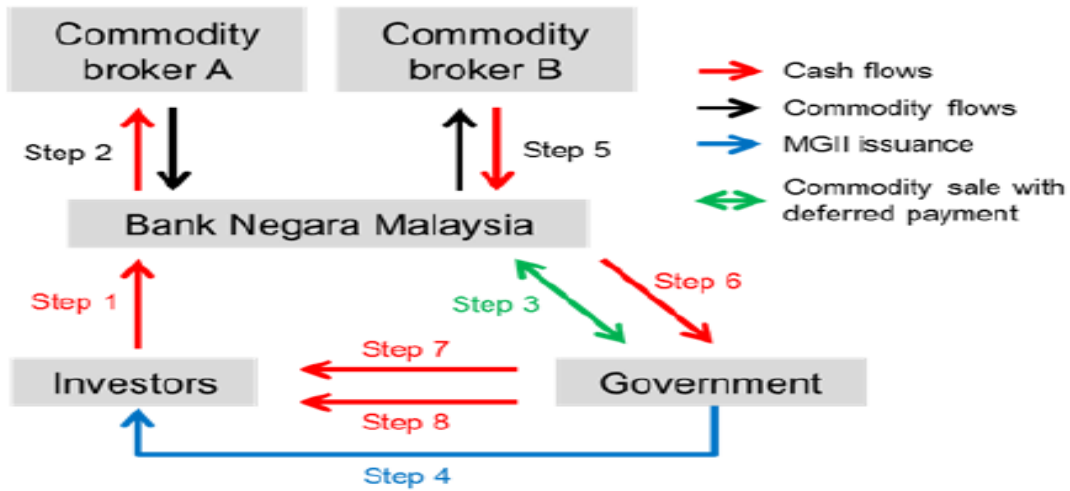 Commodity
broker A
Commodity
broker B
Cash flows
Commodity flows
MGII issuance
Commodity sale with
deferred payment
Step 2
Step 5
Bank Negara Malaysia
Step 1
Step 3
Step 6
Step 7
Investors
Government
Step 8
Step 4